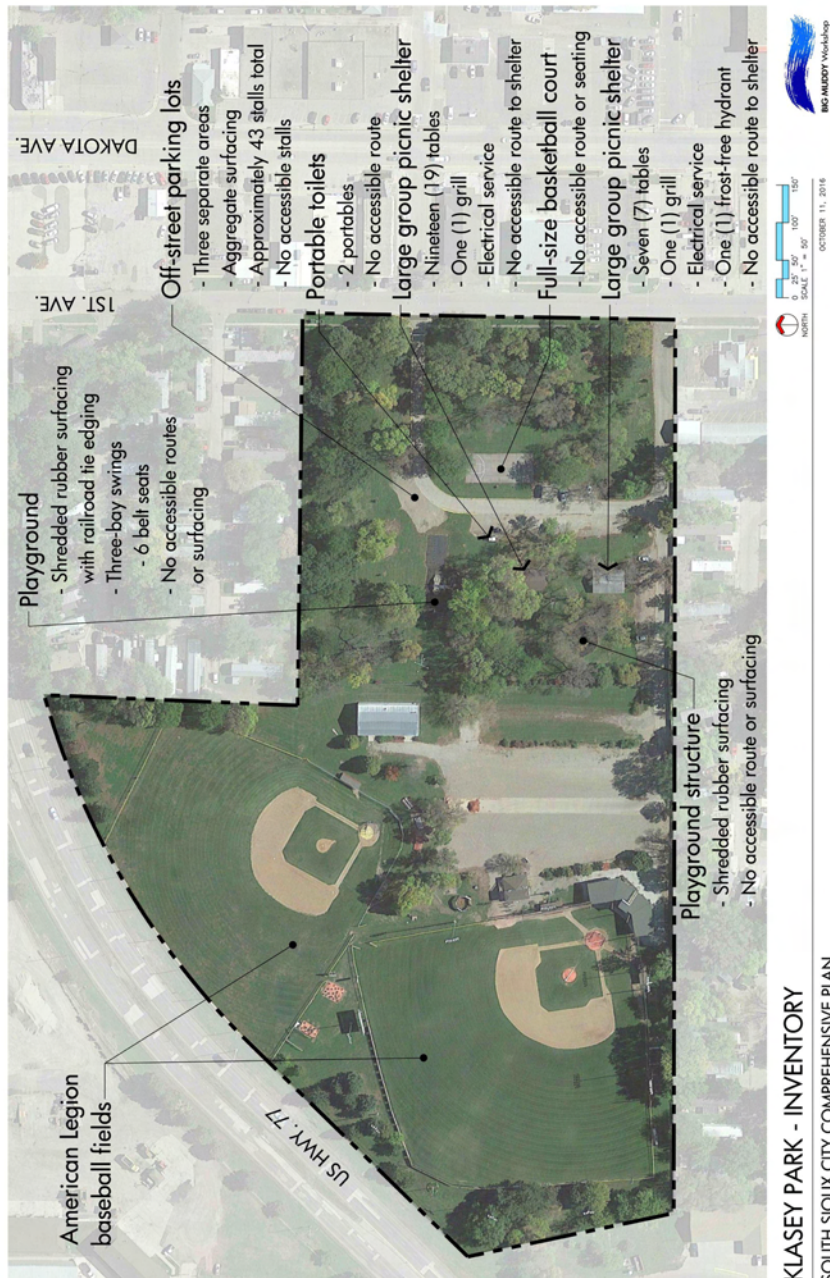 Playground
- Shredded rubber surfacing
with railroad tie edging
- Three-bay swings
- 6 belt seats
- No accessible routes
or surfacing
1ST. AVE.
DAKOTA AVE.
Off-street parking lots
- Three separate areas
- Aggregate surfacing
- Approximately 43 stalls total
- No accessible stalls
Portable toilets
- 2 portables
- No accessible route
Large group picnic shelter
- Nineteen (19) tables
- One (1) grill
- Electrical service
- No accessible route to shelter
Full-size basketball court
- No accessible route or seating
Large group picnic shelter
- Seven (7) tables
- One (1) grill
- Electrical service
- One (1) frost-free hydrant
- No accessible route to shelter
American Legion
baseball fields
US HWY. 77
Playground structure
- Shredded rubber surfacing
- No accessible route or surfacing
KLASEY PARK - INVENTORY
SOUTH SIOUX CITY COMPREHENSIVE PLAN
NORTH
0 25' 50' 100' 150'
SCALE 1" = 50'
OCTOBER 11, 2016
BIG MUDDY Workshop